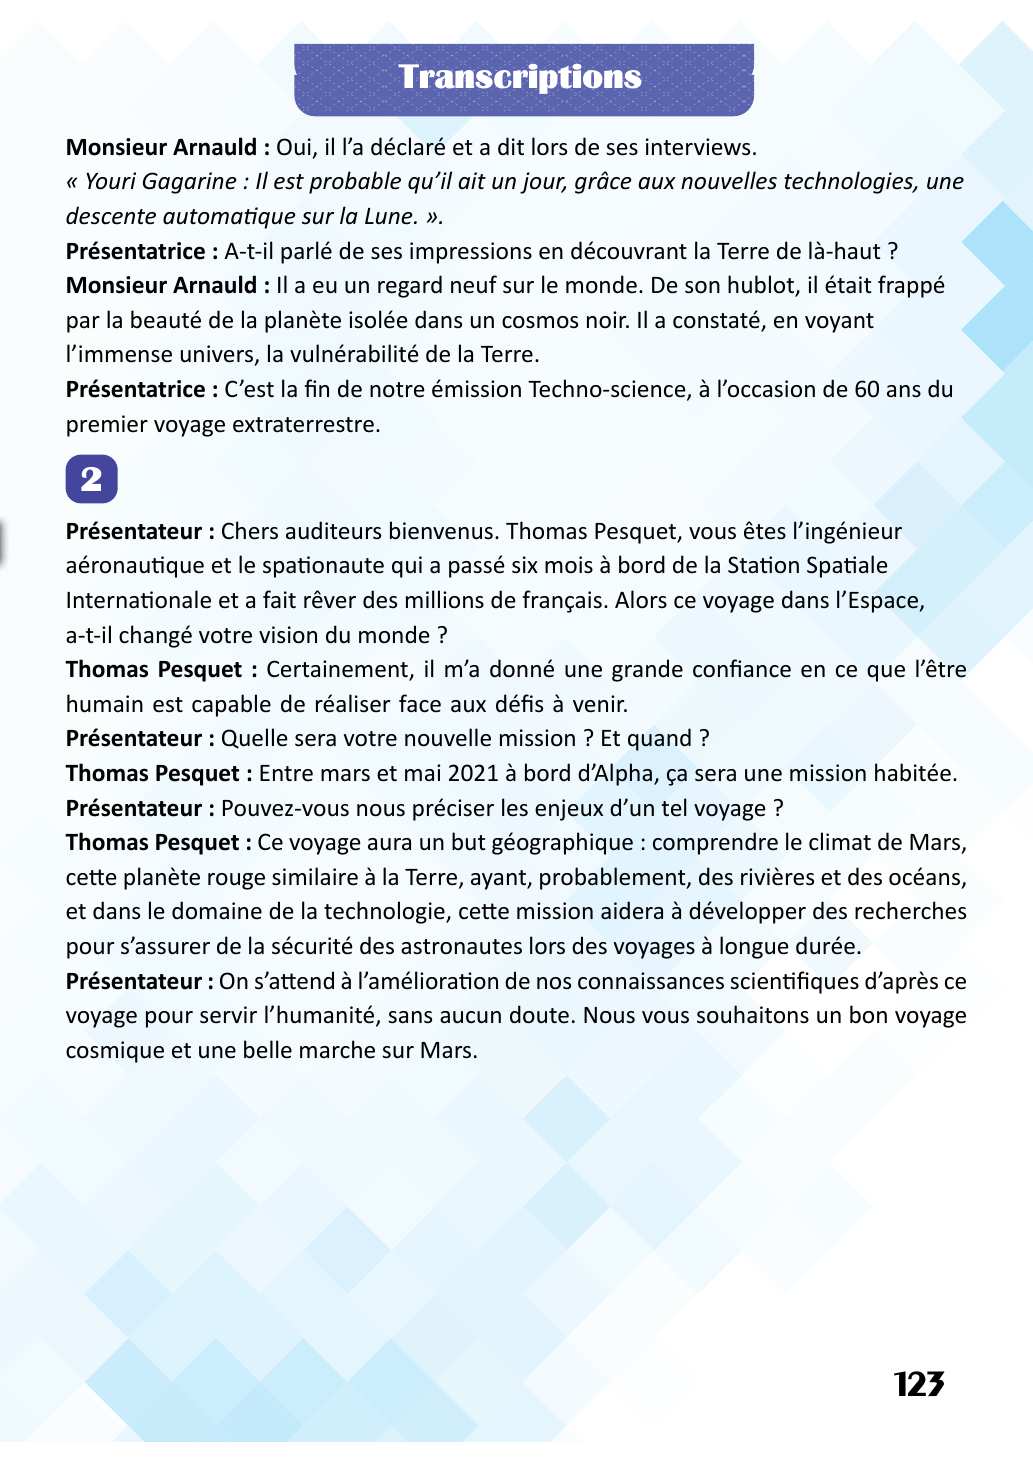 Transcriptions
Monsieur Arnauld : Oui, il l’a déclaré et a dit lors de ses interviews.
« Youri Gagarine : Il est probable qu’il ait un jour, grâce aux nouvelles technologies, une
descente automatique sur la Lune. ».
Présentatrice : A-t-il parlé de ses impressions en découvrant la Terre de là-haut ?
Monsieur Arnauld : Il a eu un regard neuf sur le monde. De son hublot, il était frappé
par la beauté de la planète isolée dans un cosmos noir. Il a constaté, en voyant
l’immense univers, la vulnérabilité de la Terre.
Présentatrice : C’est la fin de notre émission Techno-science, à l’occasion de 60 ans du
premier voyage extraterrestre.
2
Présentateur : Chers auditeurs bienvenus. Thomas Pesquet, vous êtes l’ingénieur
aéronautique et le spationaute qui a passé six mois à bord de la Station Spatiale
Internationale et a fait rêver des millions de français. Alors ce voyage dans l’Espace,
a-t-il changé votre vision du monde ?
Thomas Pesquet : Certainement, il m’a donné une grande confiance en ce que l’être
humain est capable de réaliser face aux défis à venir.
Présentateur : Quelle sera votre nouvelle mission ? Et quand ?
Thomas Pesquet : Entre mars et mai 2021 à bord d’Alpha, ça sera une mission habitée.
Présentateur : Pouvez-vous nous préciser les enjeux d’un tel voyage ?
Thomas Pesquet : Ce voyage aura un but géographique : comprendre le climat de Mars,
cette planète rouge similaire à la Terre, ayant, probablement, des rivières et des océans,
et dans le domaine de la technologie, cette mission aidera à développer des recherches
pour s’assurer de la sécurité des astronautes lors des voyages à longue durée.
Présentateur : On s’attend à l’amélioration de nos connaissances scientifiques d’après ce
voyage pour servir l’humanité, sans aucun doute. Nous vous souhaitons un bon voyage
cosmique et une belle marche sur Mars.
123